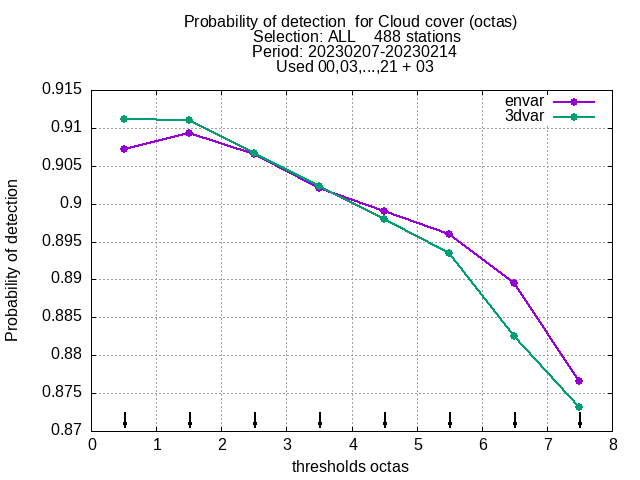 Probability of detection  for Cloud cover (octas)
Selection: ALL    488 stations
Period: 20230207-20230214
Used 00,03,...,21 + 03
envar
3dvar
0.915
0.91
0.905
0.9
0.895
0.89
0.885
0.88
0.875
0.87
Probability of detection
0 1 2 3 4 5 6 7 8
thresholds octas